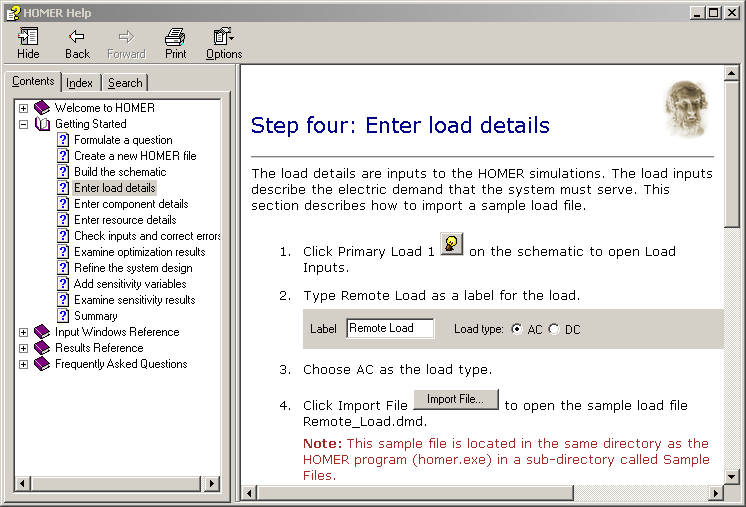 HOMER Help
Hide
Back
Forward
Print
Options
Contents
Index
Search
Welcome to HOMER
Getting Started
Formulate a question
Create a new HOMER file
Build the schematic
Enter load details
Enter component details
Enter resource details
Check inputs and correct errors
Examine optimization results
Refine the system design
Add sensitivity variables
Examine sensitivity results
Summary
Input Windows Reference
Results Reference
Frequently Asked Questions
Step four: Enter load details
The load details are inputs to the HOMER simulations. The load inputs
describe the electric demand that the system must serve. This
section describes how to import a sample load file.
1. Click Primary Load 1 on the schematic to open Load
Inputs.
2. Type Remote Load as a label for the load.
Label Remote Load Load type: AC DC
3. Choose AC as the load type.
4. Click Import File Import File... to open the sample load file
Remote_Load.dmd.
Note: This sample file is located in the same directory as the
HOMER program (homer.exe) in a sub-directory called Sample
Files.